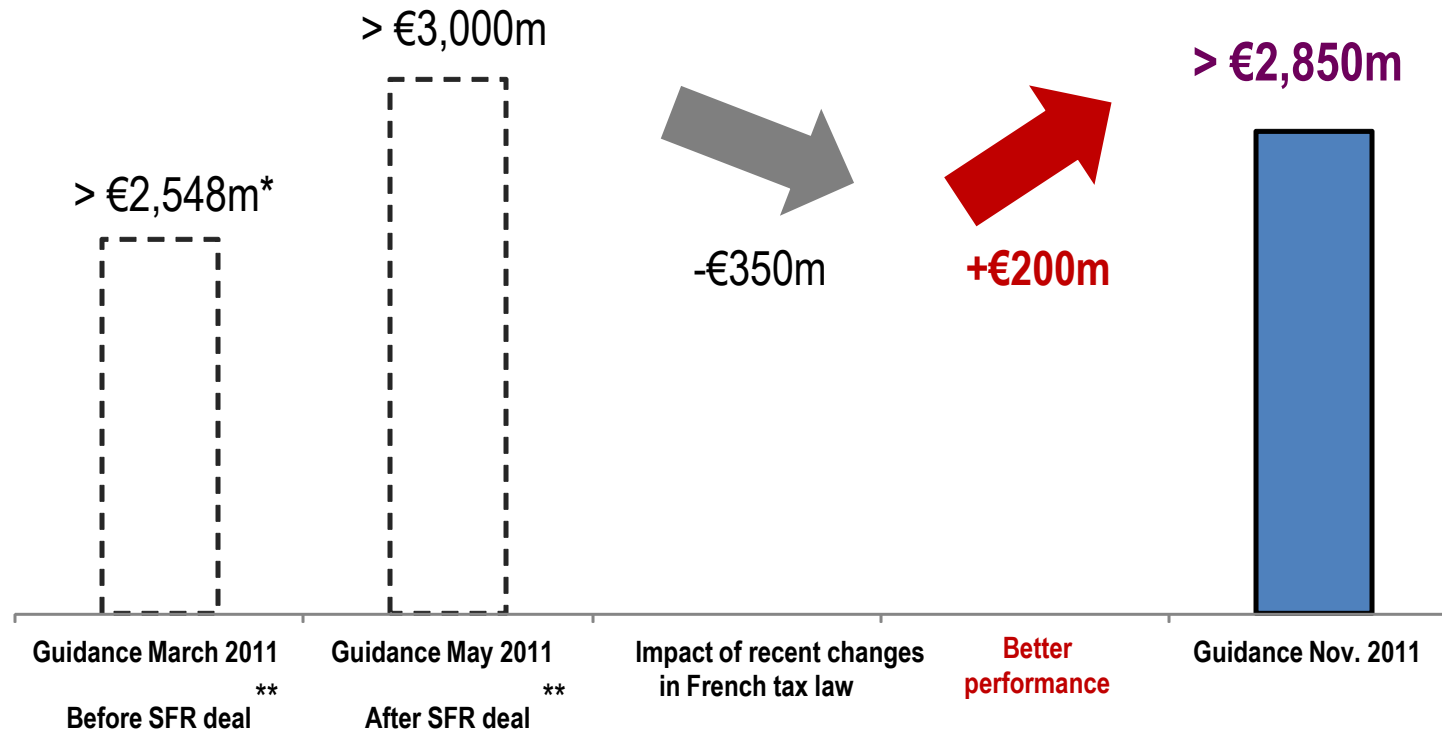 > €3,000m
> €2,850m
> €2,548m*
-€350m
+€200m
Guidance March 2011
**
Before SFR deal
Guidance May 2011
**
After SFR deal
Impact of recent changes
in French tax law
Better
performance
Guidance Nov. 2011